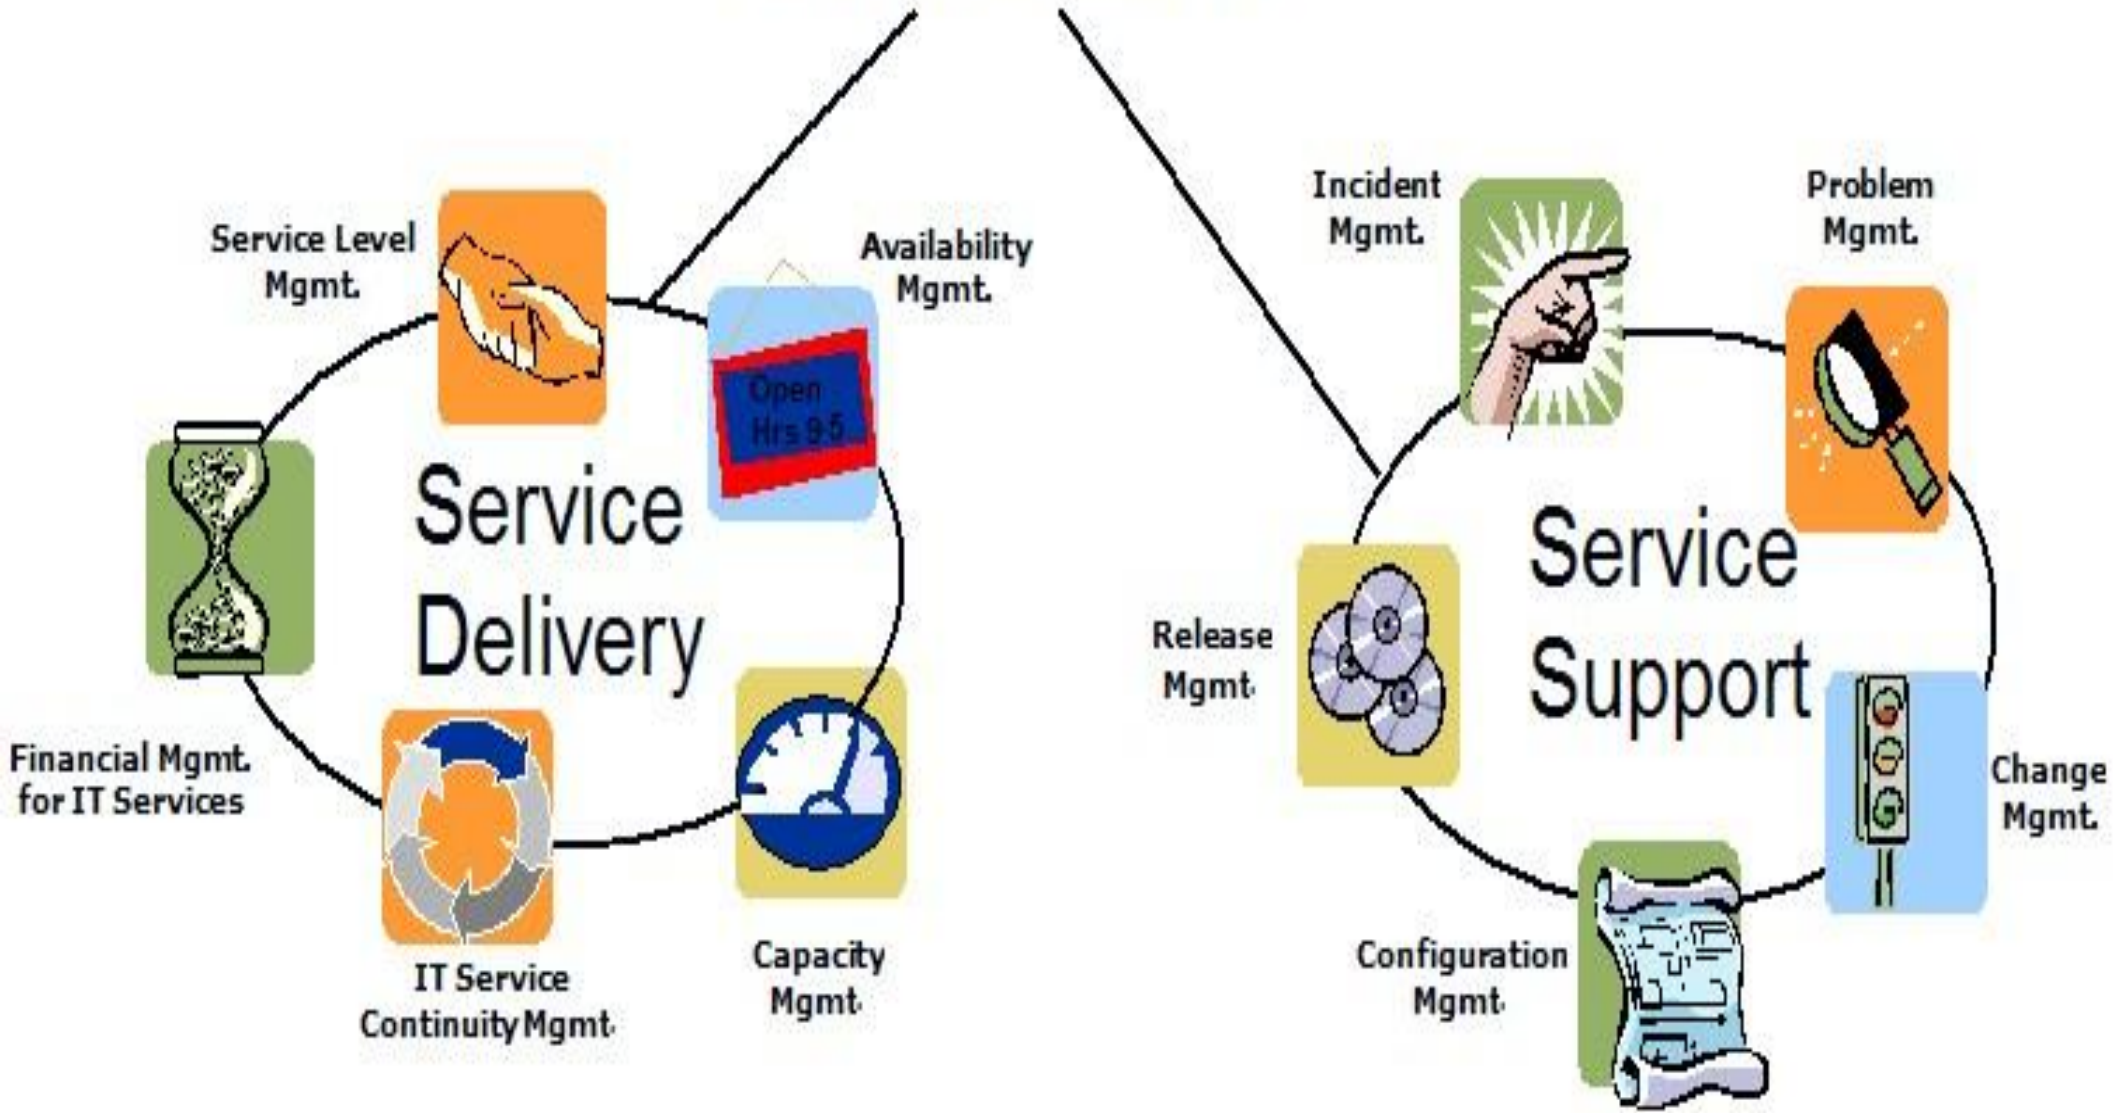 Service Level
Mgmt.
Availability
Mgmt.
Open
Hrs 9-5
Service
Delivery
Financial Mgmt.
for IT Services
IT Service
Continuity Mgmt.
Capacity
Mgmt.
Incident
Mgmt.
Problem
Mgmt.
Service
Support
Release
Mgmt.
Change
Mgmt.
Configuration
Mgmt.